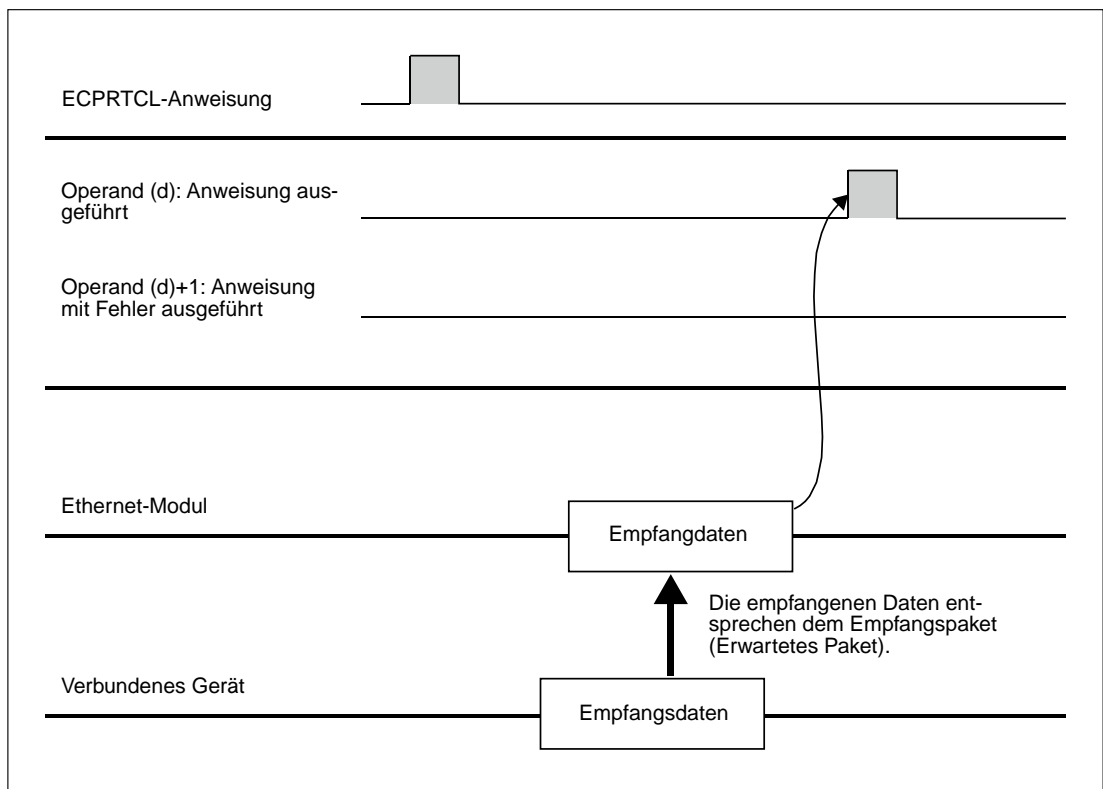 ECPRTCL-Anweisung
Operand (d): Anweisung aus-
geführt
Operand (d)+1: Anweisung
mit Fehler ausgeführt
Ethernet-Modul
Empfangdaten
Die empfangenen Daten ent-
sprechen dem Empfangspaket
(Erwartetes Paket).
Verbundenes Gerät
Empfangsdaten